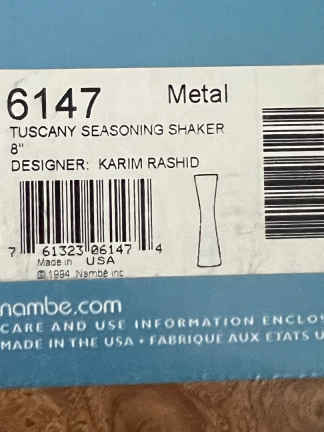 6147 Metal
TUSCANY SEASONING SHAKER
8"
DESIGNER: KARIM RASHID
7 61323 06147 4
Made in USA
©1994 Nambé inc
nambe.com
CARE AND USE INFORMATION ENCLOS
MADE IN THE USA • FABRIQUE AUX ETATS U